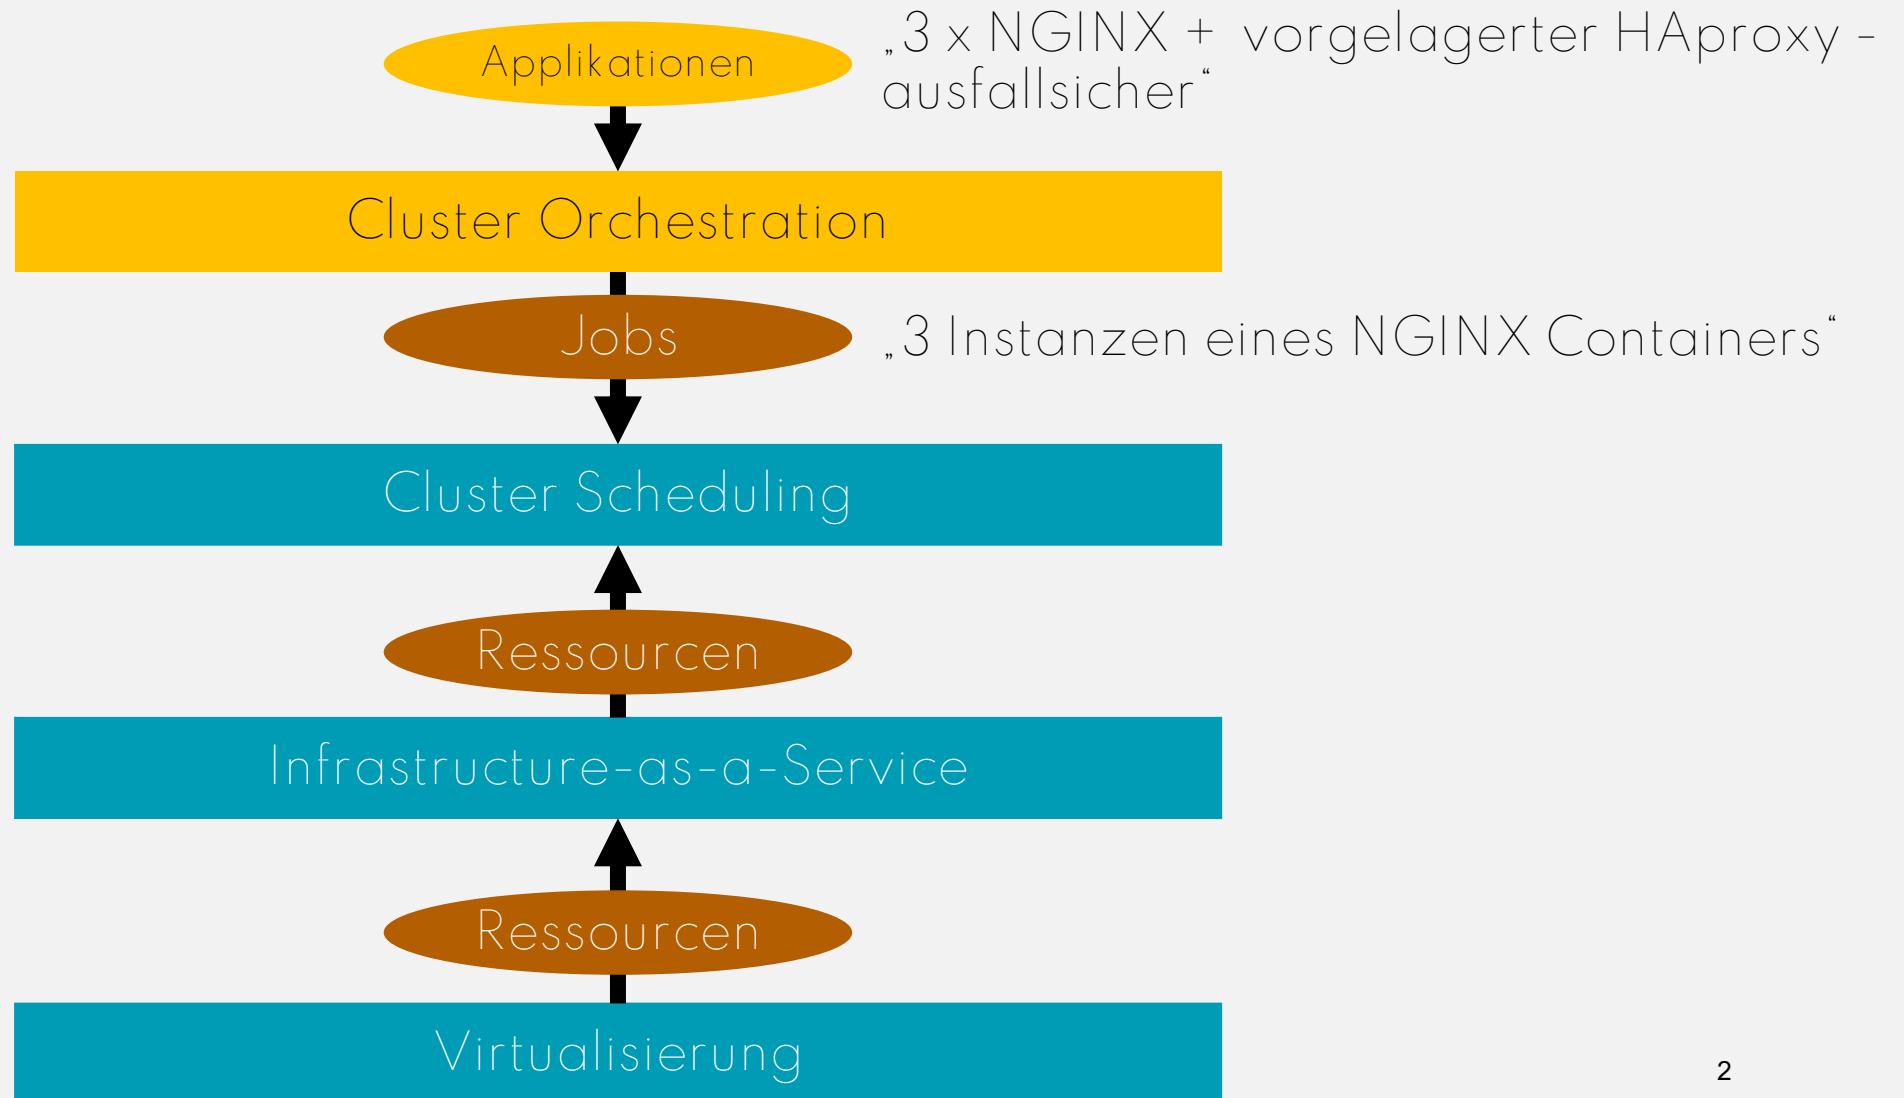 Applikationen
„3 x NGINX + vorgelagerter HAproxy –
ausfallsicher“
Cluster Orchestration
Jobs
„3 Instanzen eines NGINX Containers“
Cluster Scheduling
Ressourcen
Infrastructure-as-a-Service
Ressourcen
Virtualisierung
2